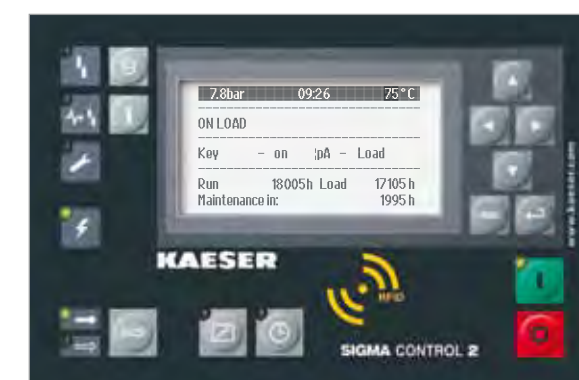 7.8bar 09:26 75°C
ON LOAD
Key - on ¦pA - Load
Run 18005h Load 17105h
Maintenance in: 1995h
KAESER
RFID
SIGMA CONTROL 2
www.kaeser.com